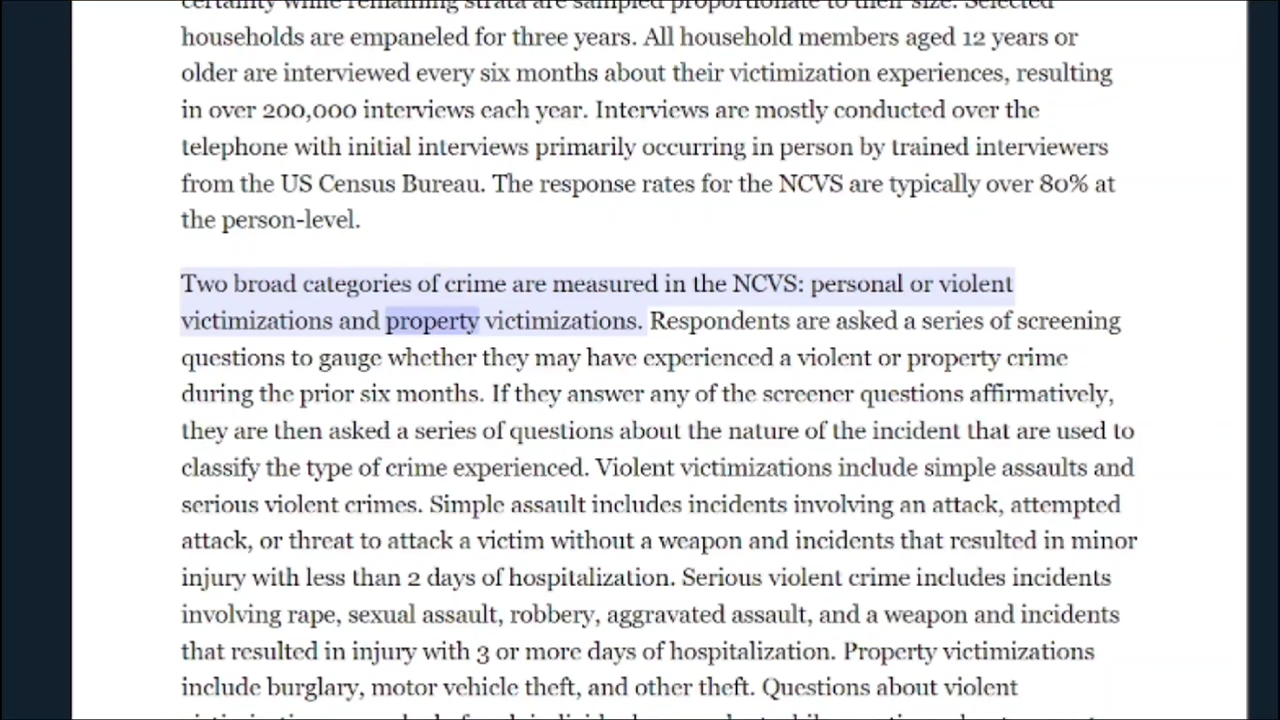 certainty while remaining strata are sampled proportionate to their size. Selected
households are empaneled for three years. All household members aged 12 years or
older are interviewed every six months about their victimization experiences, resulting
in over 200,000 interviews each year. Interviews are mostly conducted over the
telephone with initial interviews primarily occurring in person by trained interviewers
from the US Census Bureau. The response rates for the NCVS are typically over 80% at
the person-level.
Two broad categories of crime are measured in the NCVS: personal or violent
victimizations and property victimizations. Respondents are asked a series of screening
questions to gauge whether they may have experienced a violent or property crime
during the prior six months. If they answer any of the screener questions affirmatively,
they are then asked a series of questions about the nature of the incident that are used to
classify the type of crime experienced. Violent victimizations include simple assaults and
serious violent crimes. Simple assault includes incidents involving an attack, attempted
attack, or threat to attack a victim without a weapon and incidents that resulted in minor
injury with less than 2 days of hospitalization. Serious violent crime includes incidents
involving rape, sexual assault, robbery, aggravated assault, and a weapon and incidents
that resulted in injury with 3 or more days of hospitalization. Property victimizations
include burglary, motor vehicle theft, and other theft. Questions about violent